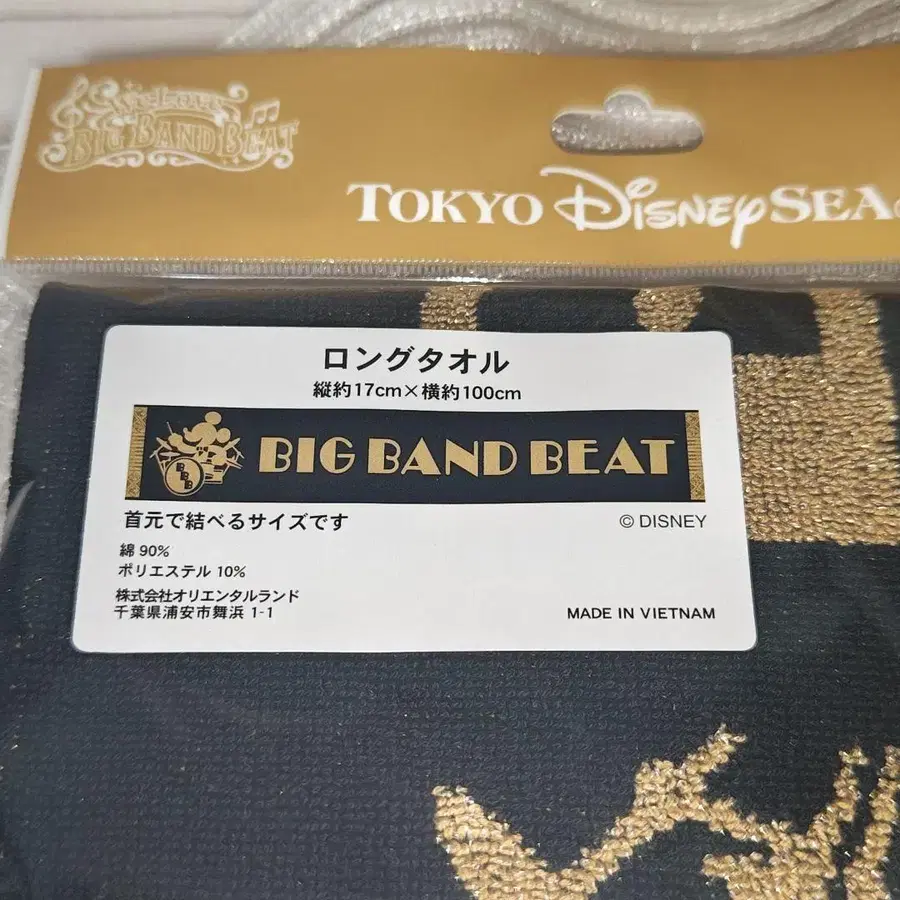 BIG BAND BEAT
TOKYO DISNEY SEA
ロングタオル
縦約17cm×横約100cm
BBB
BIG BAND BEAT
首元で結べるサイズです
© DISNEY
綿 90%
ポリエステル 10%
株式会社オリエンタルランド
千葉県浦安市舞浜 1-1
MADE IN VIETNAM